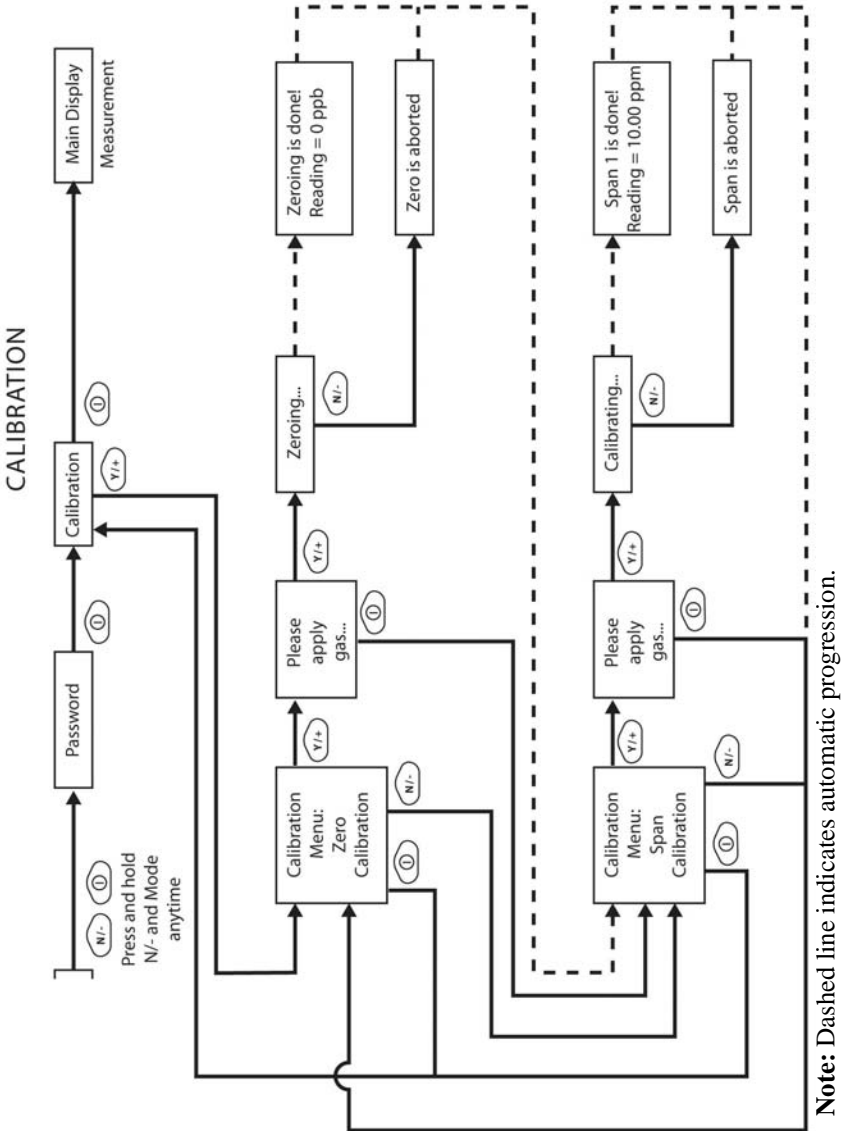 CALIBRATION
N/-
Press and hold
N/- and Mode
anytime
Password
Calibration
Y/+
Main Display
Measurement
Calibration
Menu:
Zero
Calibration
N/-
Y/+
Please
apply
gas...
Y/+
Zeroing...
N/-
Zeroing is done!
Reading = 0 ppb
Zero is aborted
Calibration
Menu:
Span
Calibration
N/-
Y/+
Please
apply
gas...
Y/+
Calibrating...
N/-
Span 1 is done!
Reading = 10.00 ppm
Span is aborted
Note: Dashed line indicates automatic progression.